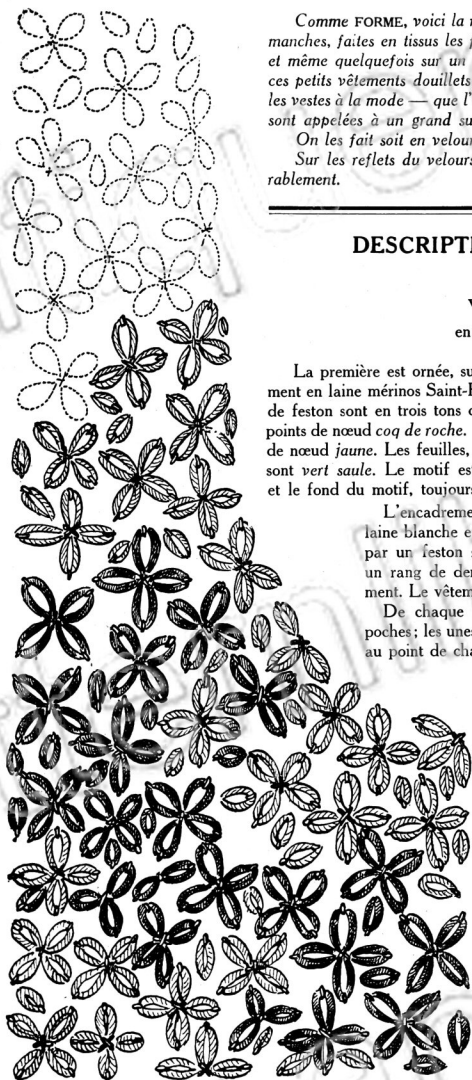 Comme FORME, voici la
manches, faites en tissus les
et même quelquefois sur un
ces petits vêtements douillets
les vestes à la mode — que l'
sont appelées à un grand su
On les fait soit en velour
Sur les reflets du velours
rablement.
DESCRIPTI
en
La première est ornée, su
ment en laine mérinos Saint-
de feston sont en trois tons
points de nœud coq de roche.
de nœud jaune. Les feuilles,
sont vert saule. Le motif es
et le fond du motif, toujours
L'encadreme
laine blanche e
par un feston
un rang de de
ment. Le vêtem
De chaque
poches; les unes
au point de cha